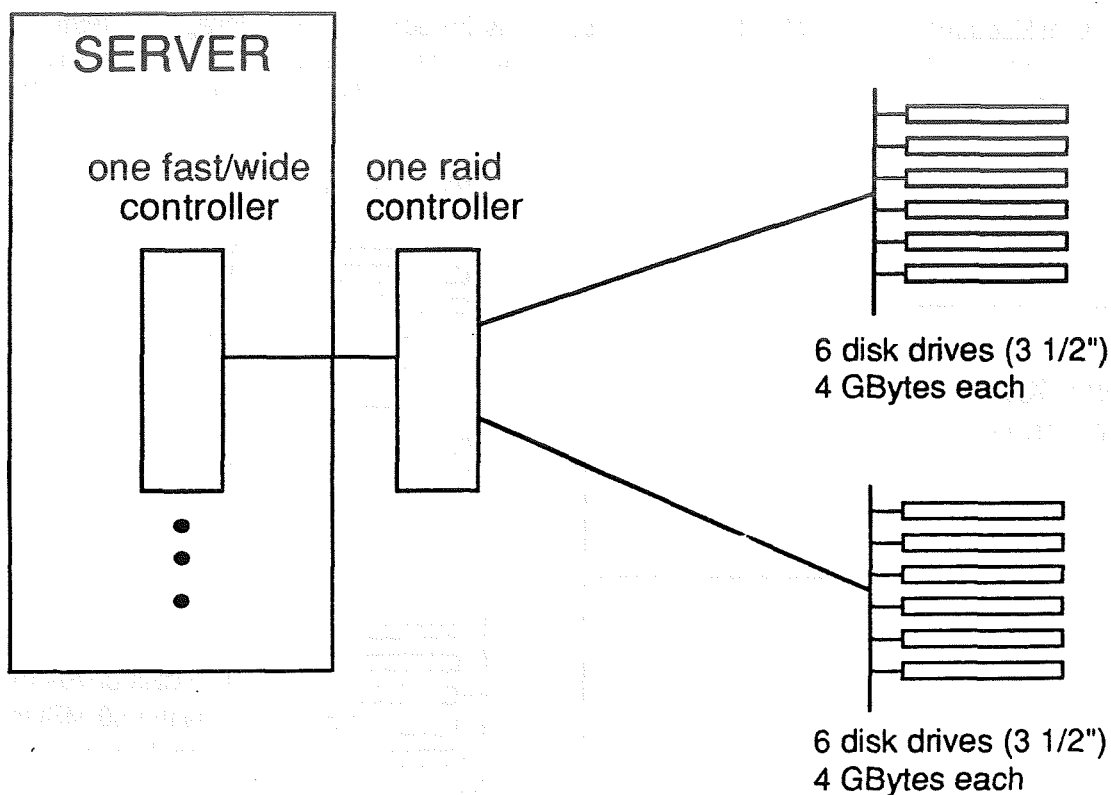 SERVER
one fast/wide
controller
one raid
controller
6 disk drives (3 1/2")
4 GBytes each
6 disk drives (3 1/2")
4 GBytes each